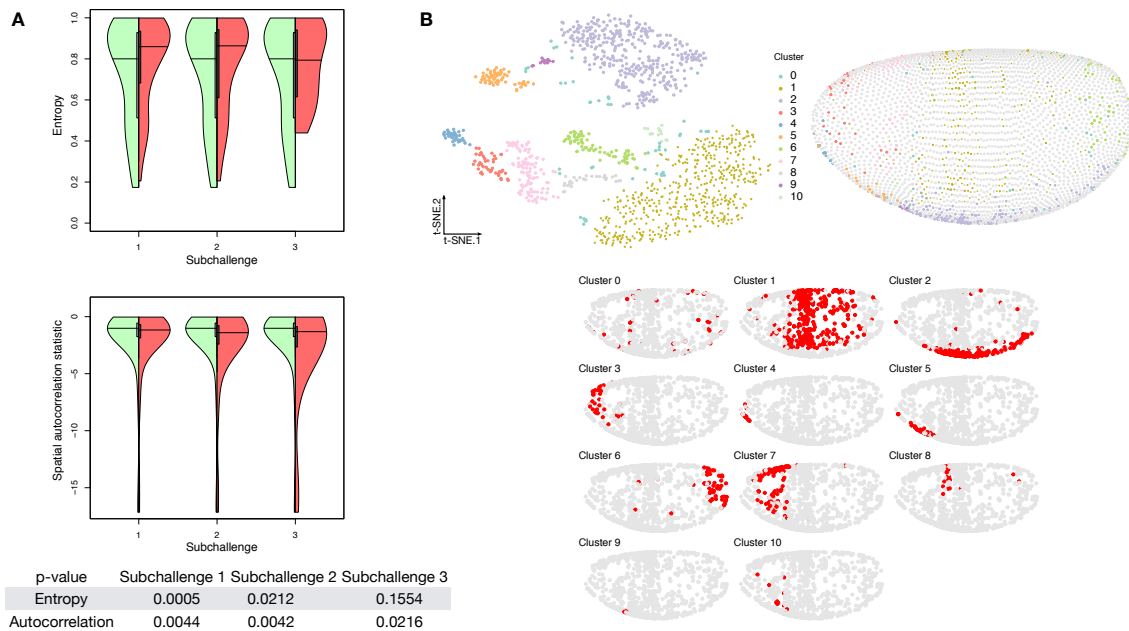 A
Entropy
1.0
0.8
0.6
0.4
0.2
0.0
1 2 3
Subchallenge
Spatial autocorrelation statistic
0
−5
−10
−15
1 2 3
Subchallenge
p-value Subchallenge 1 Subchallenge 2 Subchallenge 3
Entropy 0.0005 0.0212 0.1554
Autocorrelation 0.0044 0.0042 0.0216
B
t-SNE.2
t-SNE.1
Cluster
0
1
2
3
4
5
6
7
8
9
10
Cluster 0 Cluster 1 Cluster 2
Cluster 3 Cluster 4 Cluster 5
Cluster 6 Cluster 7 Cluster 8
Cluster 9 Cluster 10